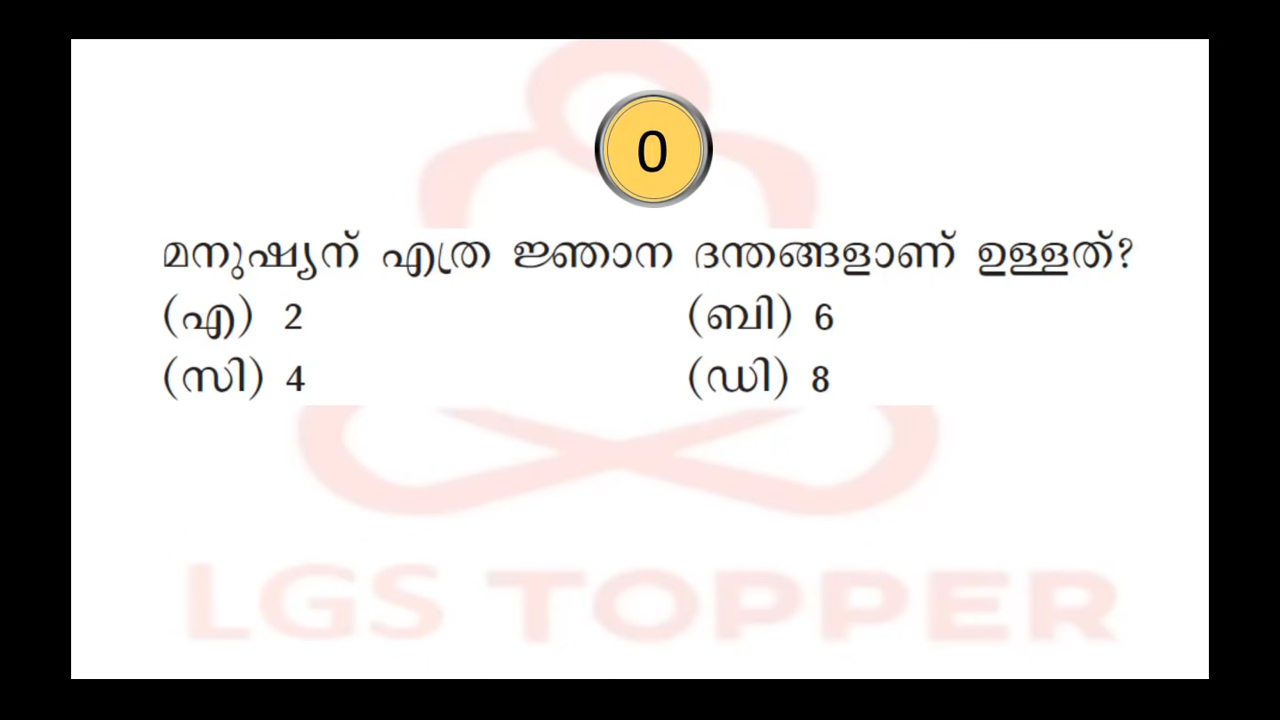 0
മനുഷ്യന് എത്ര ജ്ഞാന ദന്തങ്ങളാണ് ഉള്ളത്?
(എ) 2 (ബി) 6
(സി) 4 (ഡി) 8
LGS TOPPER